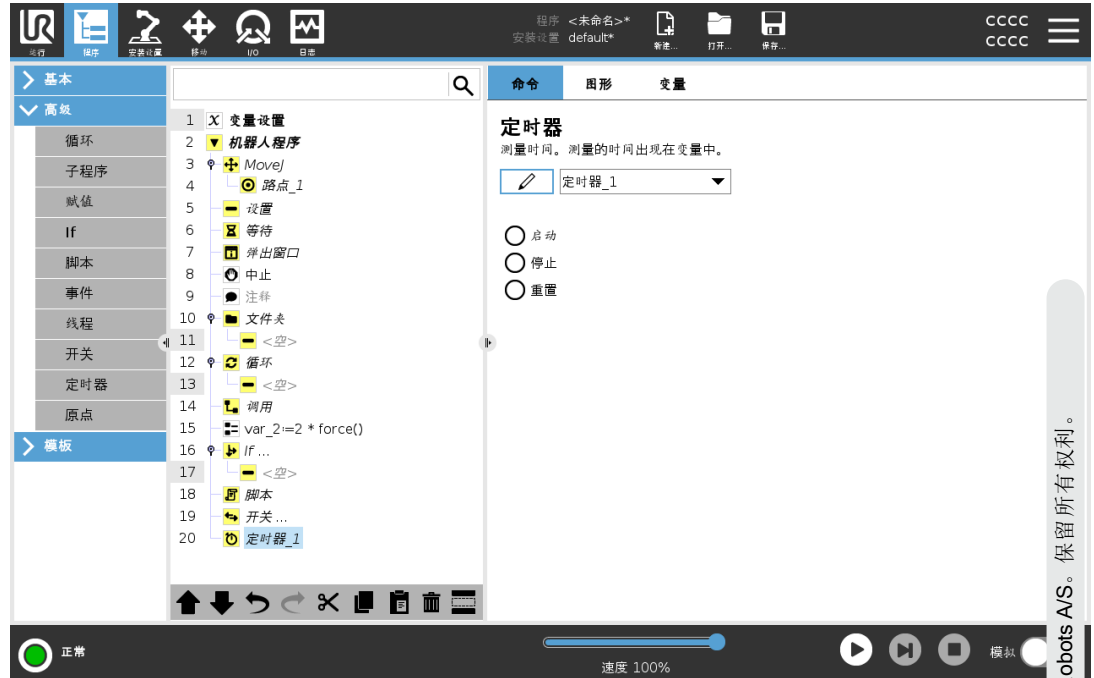 UR
运行
程序
安装设置
移动
I/O
日志
程序 <未命名>*
安装设置 default*
新建...
打开...
保存...
CCCC
CCCC
基本
高级
循环
子程序
赋值
If
脚本
事件
线程
开关
定时器
原点
模板
1 X 变量设置
2 机器人程序
3 MoveJ
4 路点_1
5 设置
6 等待
7 弹出窗口
8 中止
9 注释
10 文件夹
11 <空>
12 循环
13 <空>
14 调用
15 var_2:=2 * force()
16 If ...
17 <空>
18 脚本
19 开关 ...
20 定时器_1
命令
图形
变量
定时器
测量时间。测量的时间出现在变量中。
定时器_1
启动
停止
重置
正常
速度 100%
模拟
obots A/S。保留所有权利。